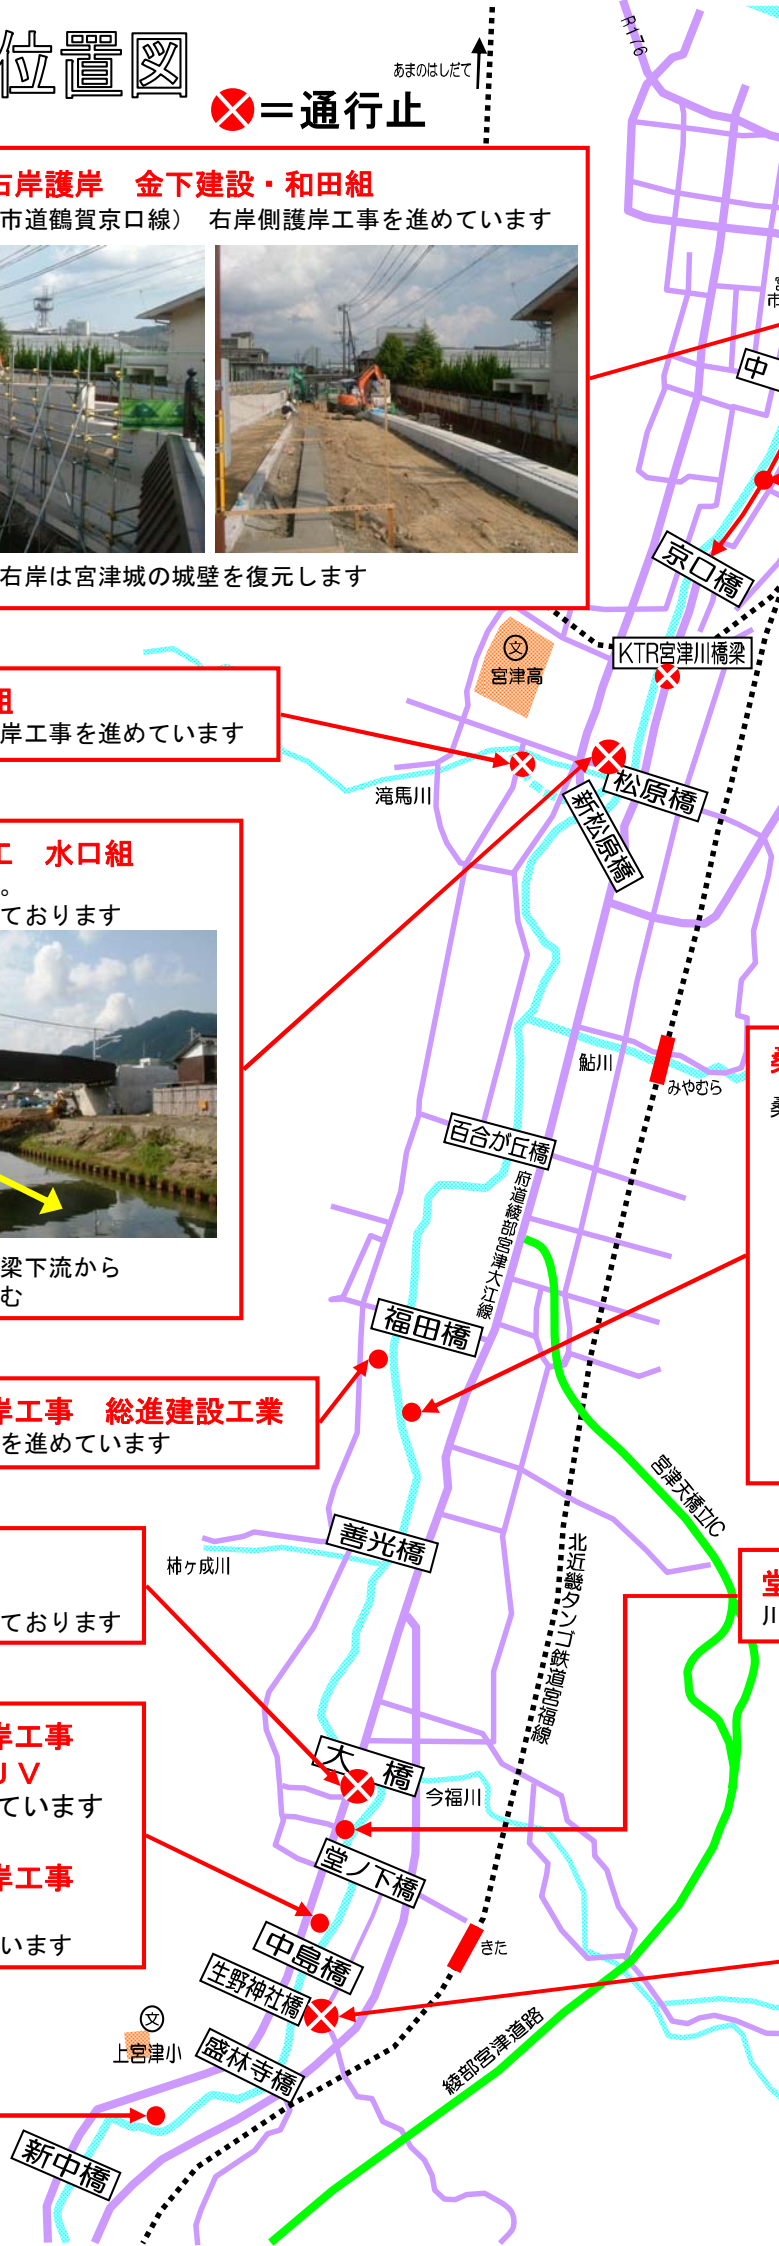 位置図
あまのはしだて
R176
=通行止
右岸護岸 金下建設・和田組
市道鶴賀京口線) 右岸側護岸工事を進めています
右岸は宮津城の城壁を復元します
中
京口橋
KTR宮津川橋梁
文
宮津高
組
岸工事を進めています
滝馬川
松原橋
新松原橋
工 水口組
。
ております
梁下流から
む
鮎川
みやむら
百合が丘橋
府道綾部宮津大江線
福田橋
岸工事 総進建設工業
を進めています
宮津天橋立IC
善光橋
柿ヶ成川
北近畿タンゴ鉄道宮福線
ております
堂
川
岸工事
JV
ています
岸工事
います
大橋
今福川
堂ノ下橋
中島橋
きた
生野神社橋
文
上宮津小
盛林寺橋
綾部宮津道路
新中橋